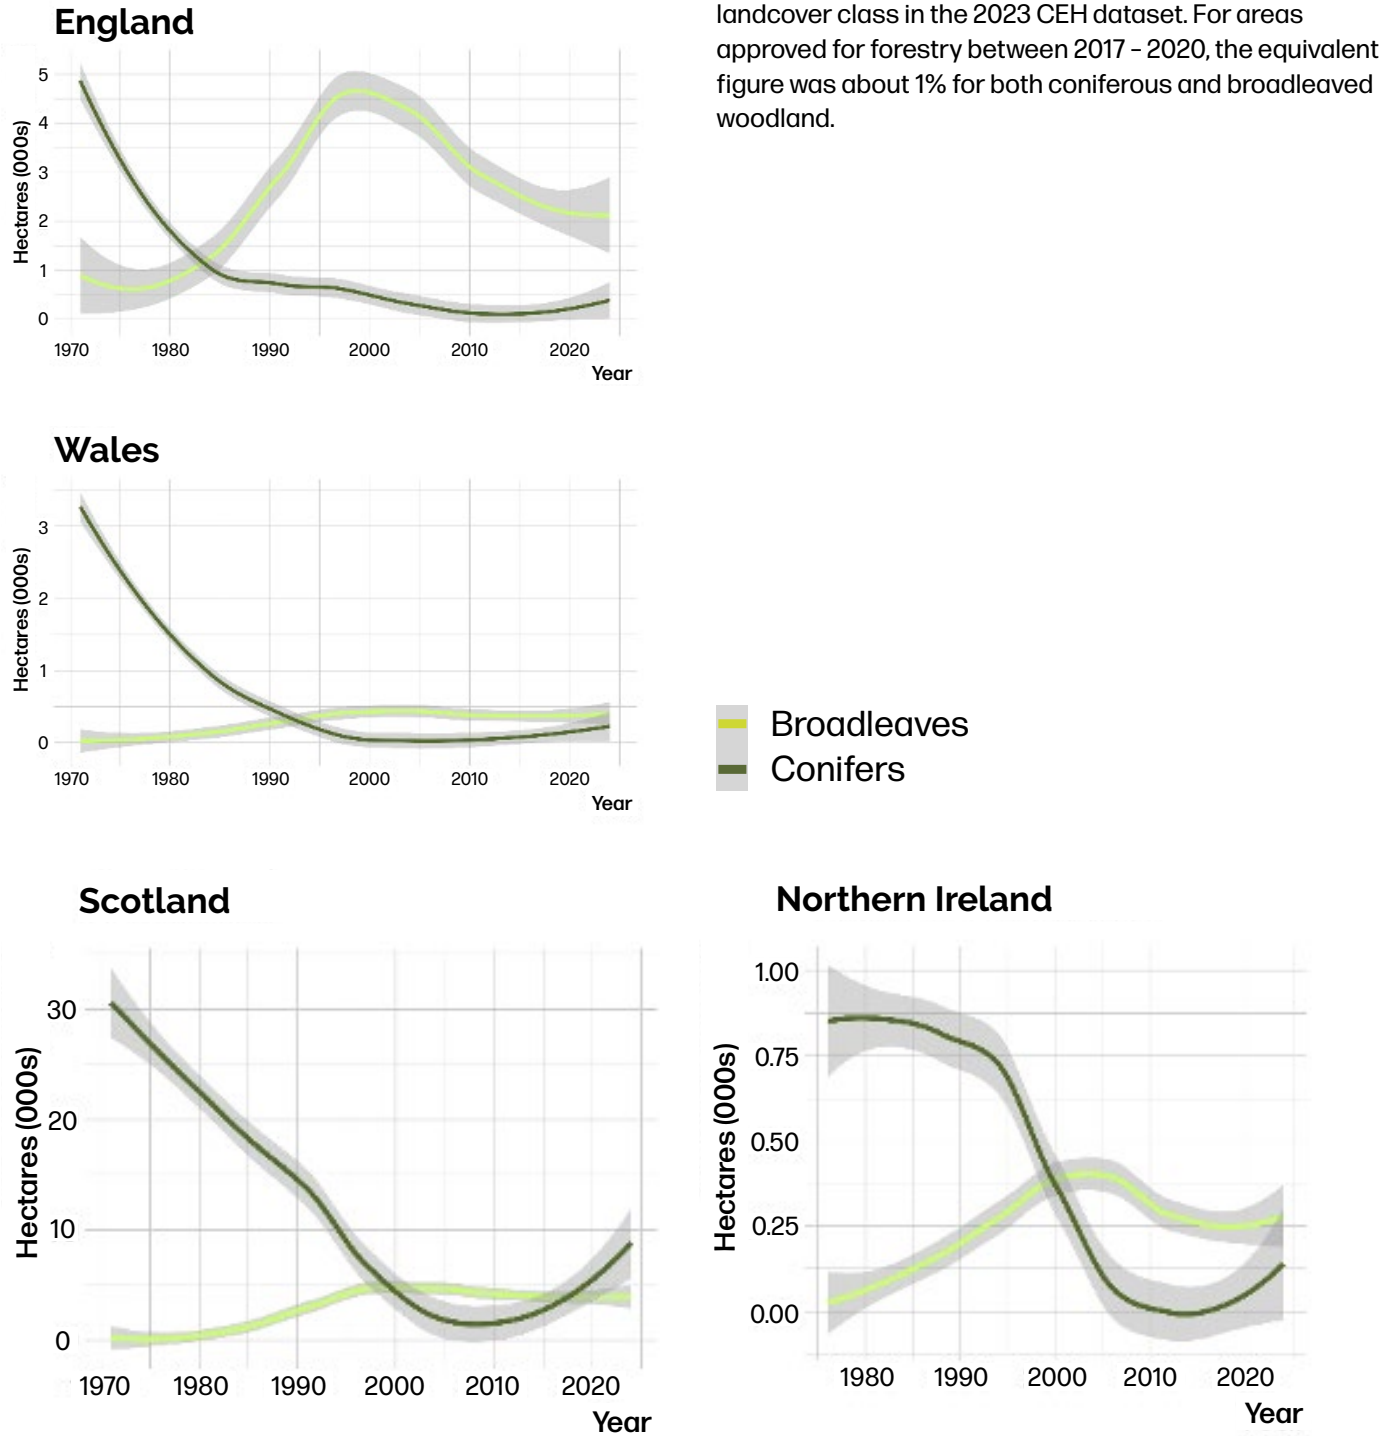 England
landcover class in the 2023 CEH dataset. For areas
approved for forestry between 2017 – 2020, the equivalent
figure was about 1% for both coniferous and broadleaved
woodland.
Hectares (000s)
5
4
3
2
1
0
1970 1980 1990 2000 2010 2020
Year
Wales
Hectares (000s)
3
2
1
0
1970 1980 1990 2000 2010 2020
Year
Broadleaves
Conifers
Scotland
Hectares (000s)
30
20
10
0
1970 1980 1990 2000 2010 2020
Year
Northern Ireland
Hectares (000s)
1.00
0.75
0.50
0.25
0.00
1980 1990 2000 2010 2020
Year